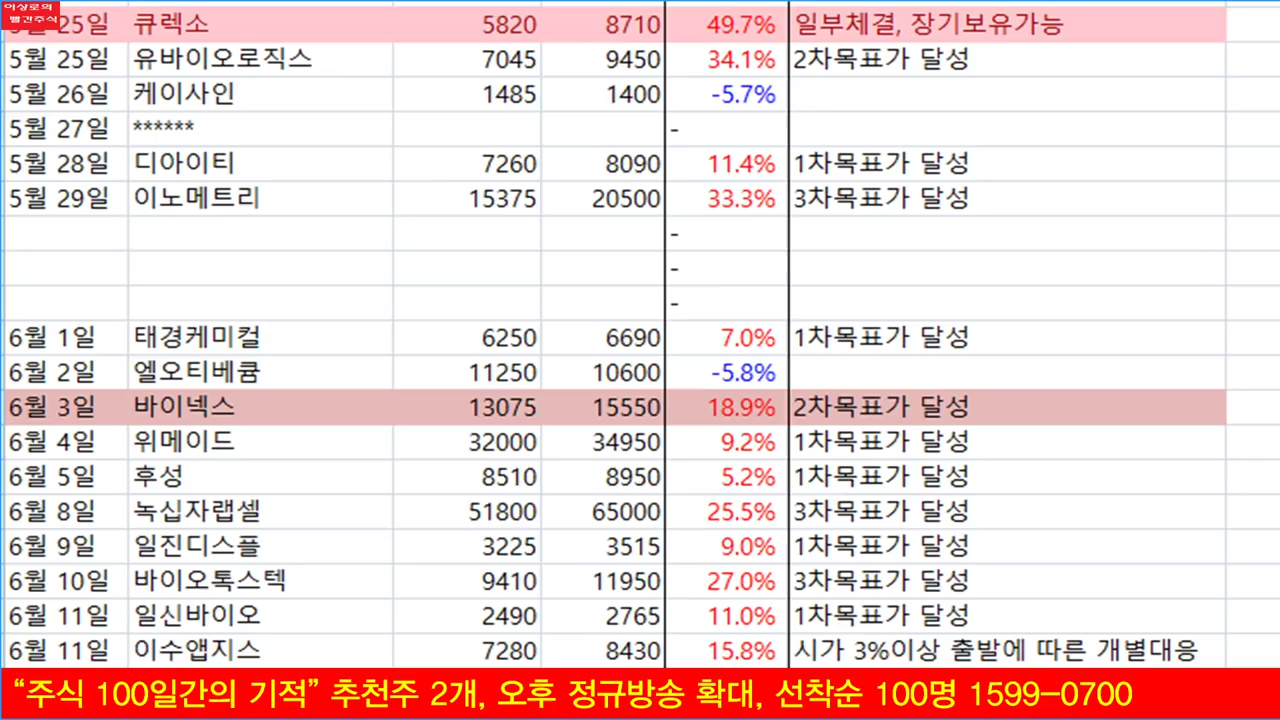 이상로의
빨간주식
25일 큐렉소 5820 8710 49.7% 일부체결, 장기보유가능
5월 25일 유바이오로직스 7045 9450 34.1% 2차목표가 달성
5월 26일 케이사인 1485 1400 -5.7%
5월 27일 ****** -
5월 28일 디아이티 7260 8090 11.4% 1차목표가 달성
5월 29일 이노메트리 15375 20500 33.3% 3차목표가 달성
-
-
-
6월 1일 태경케미컬 6250 6690 7.0% 1차목표가 달성
6월 2일 엘오티베큠 11250 10600 -5.8%
6월 3일 바이넥스 13075 15550 18.9% 2차목표가 달성
6월 4일 위메이드 32000 34950 9.2% 1차목표가 달성
6월 5일 후성 8510 8950 5.2% 1차목표가 달성
6월 8일 녹십자랩셀 51800 65000 25.5% 3차목표가 달성
6월 9일 일진디스플 3225 3515 9.0% 1차목표가 달성
6월 10일 바이오톡스텍 9410 11950 27.0% 3차목표가 달성
6월 11일 일신바이오 2490 2765 11.0% 1차목표가 달성
6월 11일 이수앱지스 7280 8430 15.8% 시가 3%이상 출발에 따른 개별대응
“주식 100일간의 기적” 추천주 2개, 오후 정규방송 확대, 선착순 100명 1599-0700